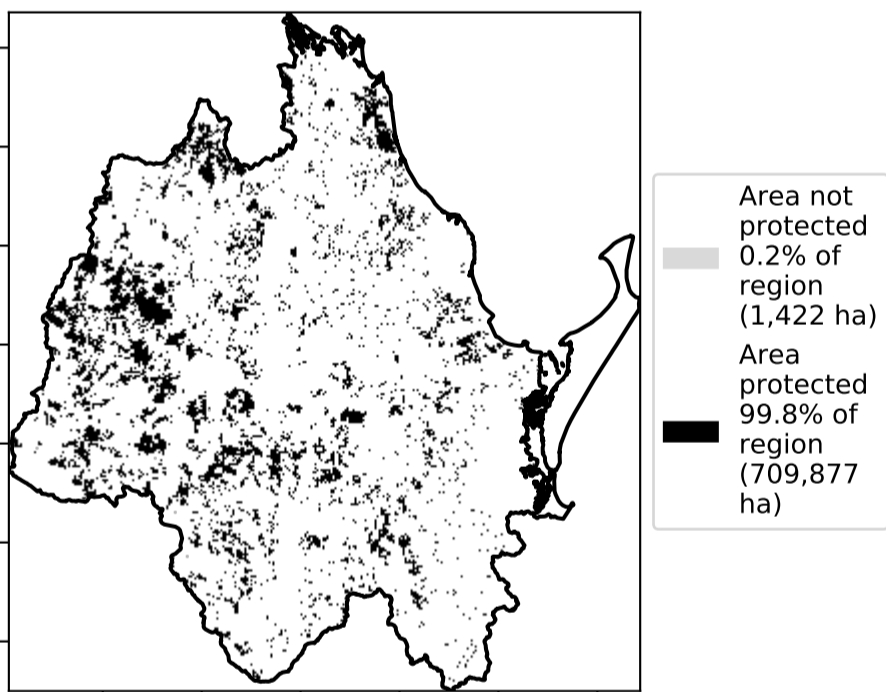 Area not
protected
0.2% of
region
(1,422 ha)
Area
protected
99.8% of
region
(709,877
ha)